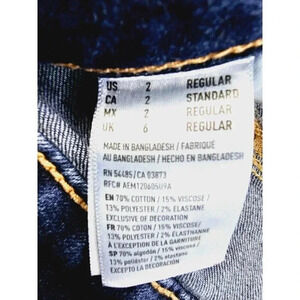 US 2 REGULAR
CA 2 STANDARD
MX 2 REGULAR
UK 6 REGULAR
MADE IN BANGLADESH / FABRIQUE
AU BANGLADESH / HECHO EN BANGLADESH
RN 54485/CA 03873
RFC# AEM120605U9A
EN 70% COTTON / 15% VISCOSE /
13% POLYESTER / 2% ELASTANE
EXCLUSIVE OF DECORATION
FR 70% COTON / 15% VISCOSE /
13% POLYESTER / 2% ÉLASTHANNE
À L'EXCEPTION DE LA GARNITURE
SP 70% algodón / 15% viscosa /
13% poliéster / 2% elastano
EXCEPTO LA DECORACIÓN